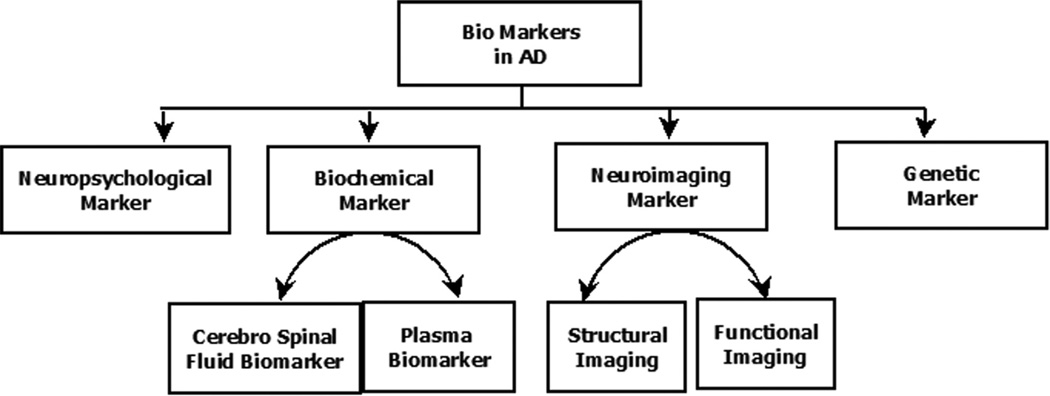 Bio Markers
in AD
Neuropsychological
Marker
Biochemical
Marker
Neuroimaging
Marker
Genetic
Marker
Cerebro Spinal
Fluid Biomarker
Plasma
Biomarker
Structural
Imaging
Functional
Imaging